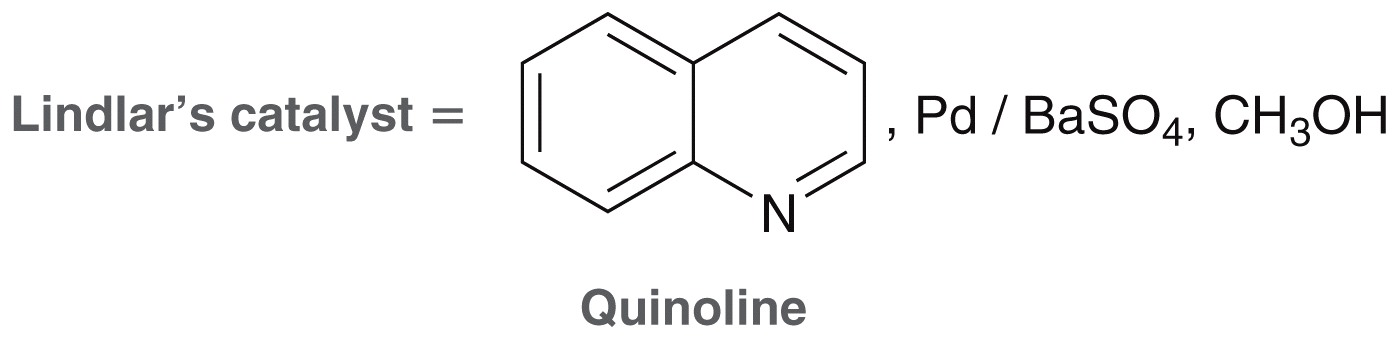 Lindlar’s catalyst = N , Pd / BaSO₄, CH₃OH
Quinoline